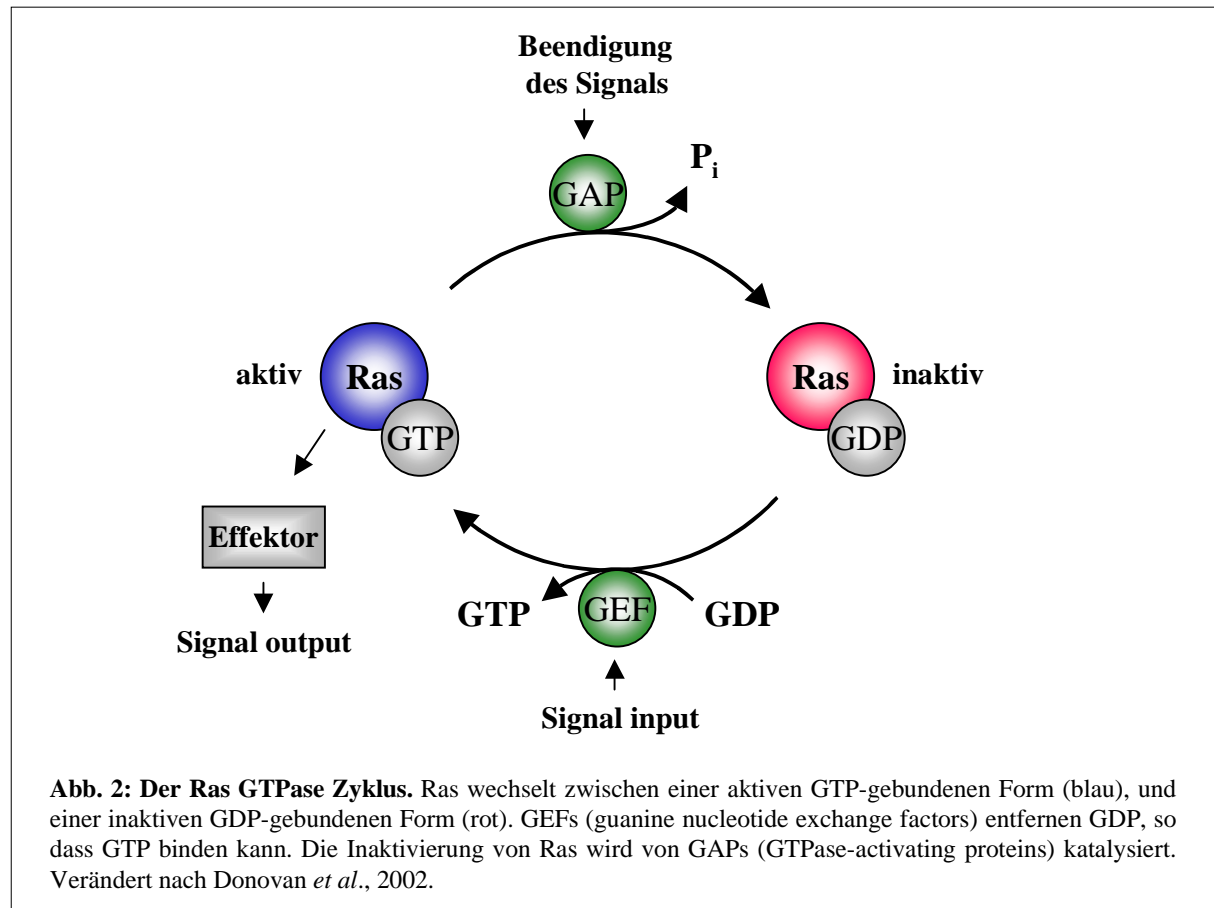 Beendigung
des Signals
GAP
P_i
aktiv
Ras
GTP
Ras
inaktiv
GDP
Effektor
GTP
GEF
GDP
Signal output
Signal input
Abb. 2: Der Ras GTPase Zyklus. Ras wechselt zwischen einer aktiven GTP-gebundenen Form (blau), und
einer inaktiven GDP-gebundenen Form (rot). GEFs (guanine nucleotide exchange factors) entfernen GDP, so
dass GTP binden kann. Die Inaktivierung von Ras wird von GAPs (GTPase-activating proteins) katalysiert.
Verändert nach Donovan et al., 2002.